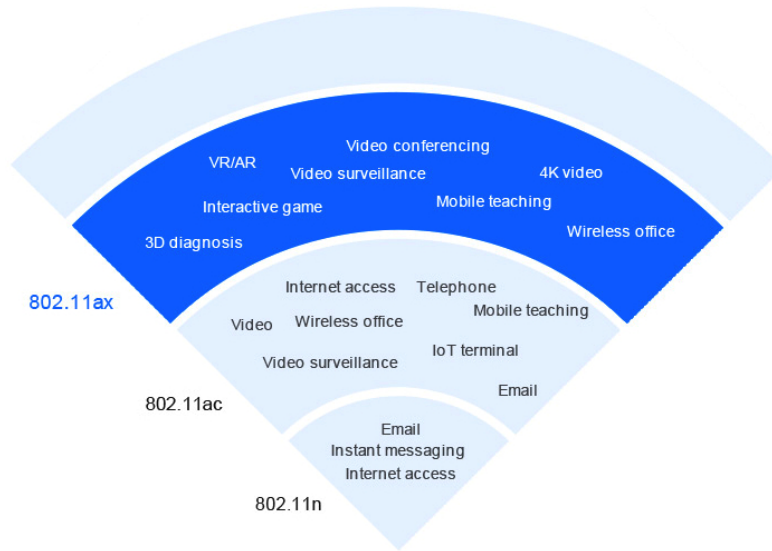 Video conferencing
VR/AR
Video surveillance
4K video
Interactive game
Mobile teaching
3D diagnosis
Wireless office
802.11ax
Internet access
Telephone
Mobile teaching
Video
Wireless office
Video surveillance
IoT terminal
Email
802.11ac
Email
Instant messaging
Internet access
802.11n